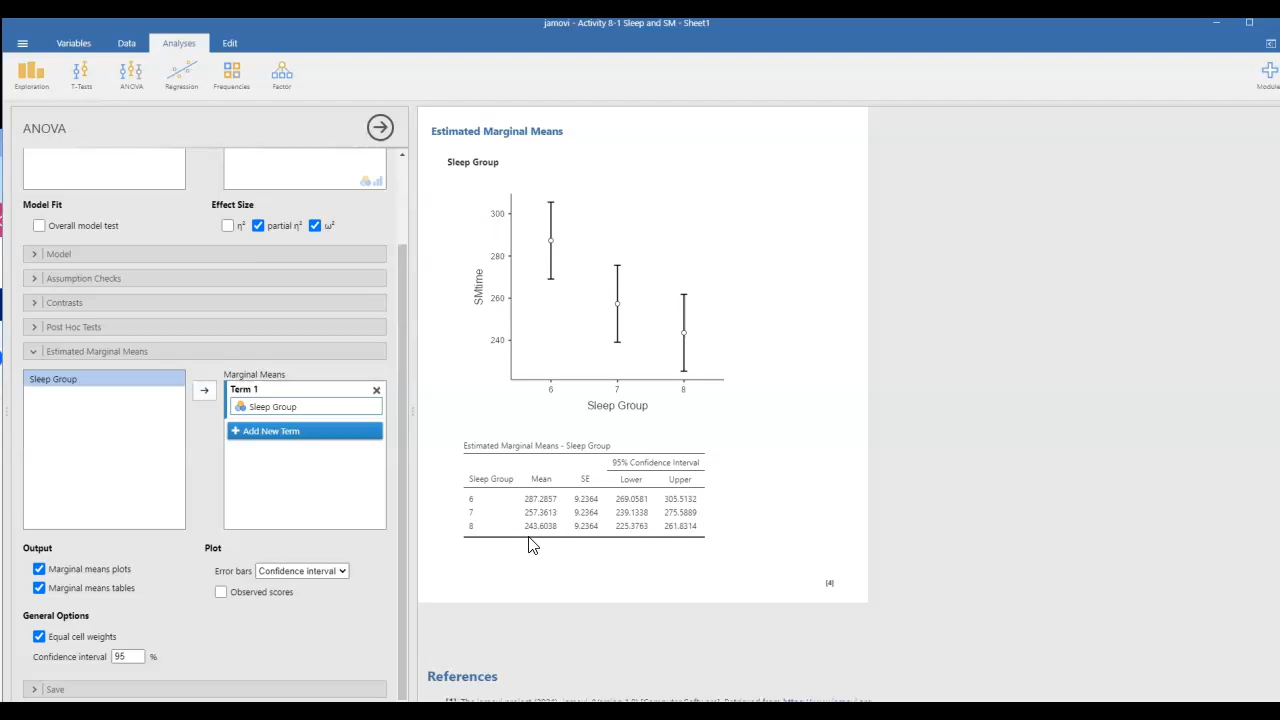 jamovi - Activity 8-1 Sleep and SM - Sheet1
Variables Data Analyses Edit
Exploration T-Tests ANOVA Regression Frequencies Factor Module
ANOVA
Model Fit Effect Size
Overall model test η² partial η² ω²
Model
Assumption Checks
Contrasts
Post Hoc Tests
Estimated Marginal Means
Marginal Means
Sleep Group
Term 1
Sleep Group
Add New Term
Output Plot
Marginal means plots
Error bars Confidence interval
Marginal means tables
Observed scores
General Options
Equal cell weights
Confidence interval 95 %
Save
Estimated Marginal Means
Sleep Group
300
280
260
240
SMtime
6 7 8
Sleep Group
Estimated Marginal Means - Sleep Group
95% Confidence Interval
Sleep Group Mean SE Lower Upper
6 287.2857 9.2364 269.0581 305.5132
7 257.3613 9.2364 239.1338 275.5889
8 243.6038 9.2364 225.3763 261.8314
[4]
References